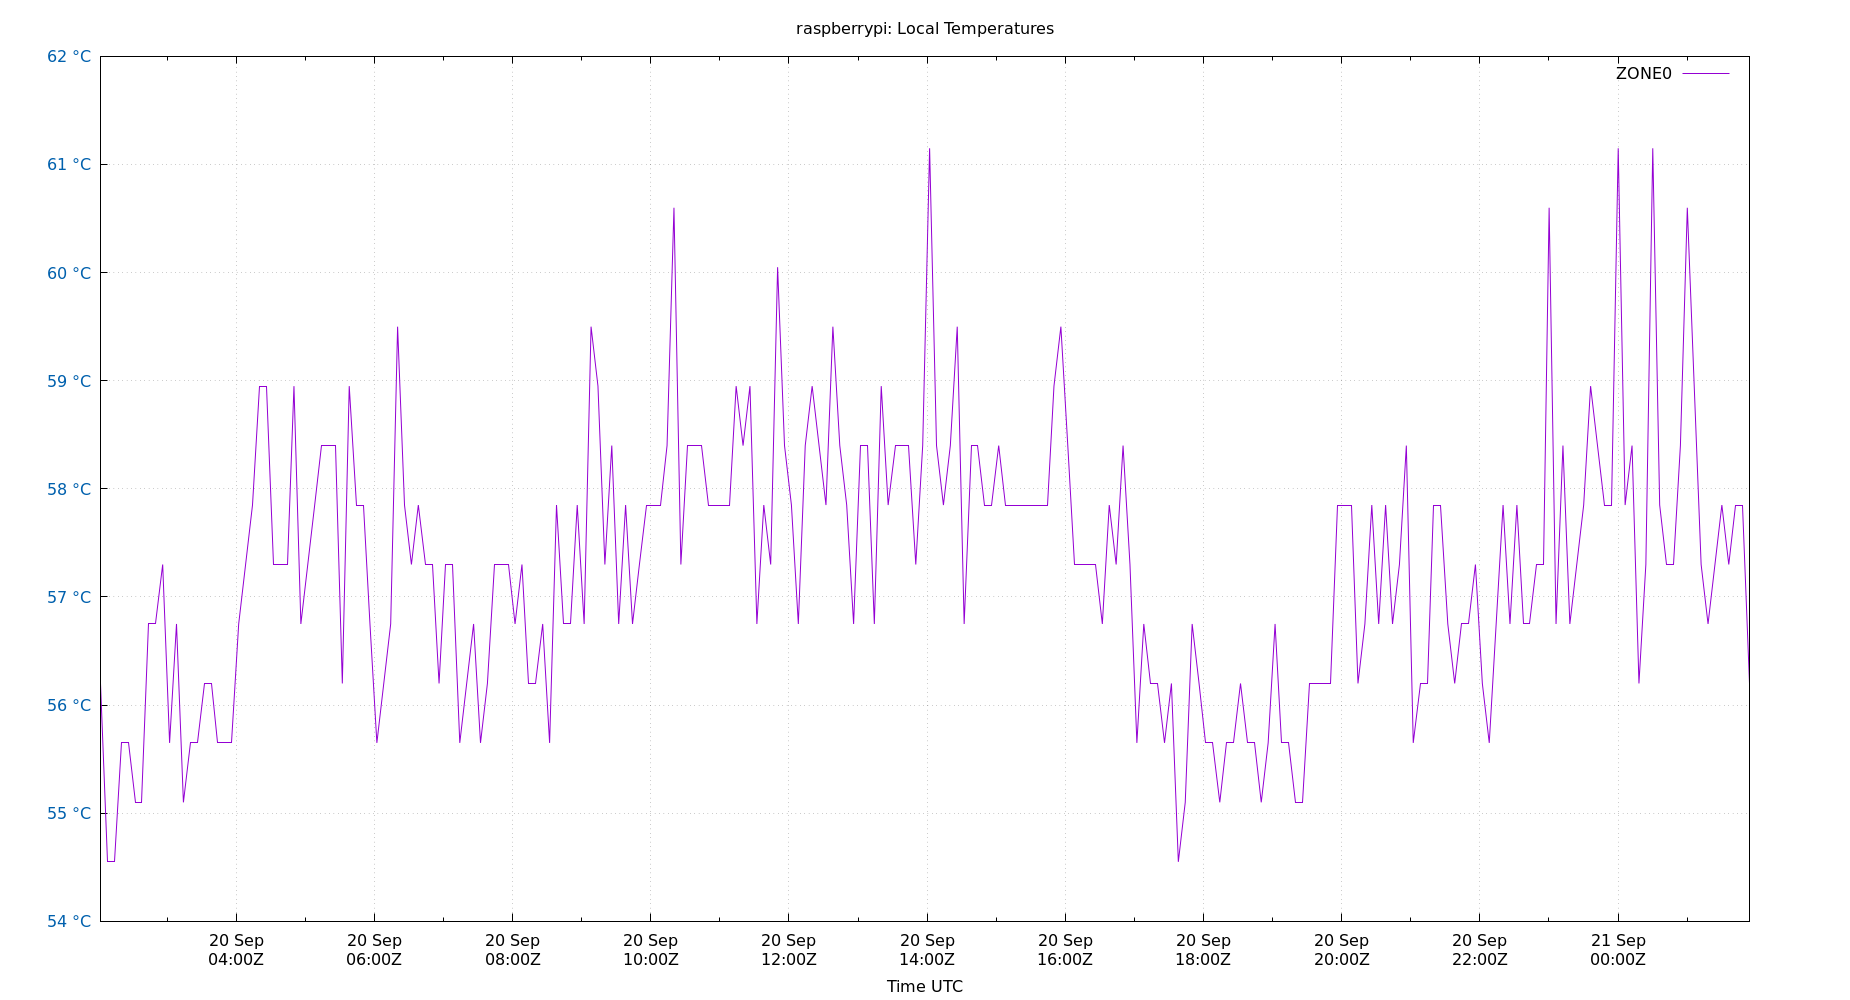 raspberrypi: Local Temperatures
62 °C
ZONE0
61 °C
60 °C
59 °C
58 °C
57 °C
56 °C
55 °C
54 °C
20 Sep 20 Sep 20 Sep 20 Sep 20 Sep 20 Sep 20 Sep 20 Sep 20 Sep 20 Sep 21 Sep
04:00Z 06:00Z 08:00Z 10:00Z 12:00Z 14:00Z 16:00Z 18:00Z 20:00Z 22:00Z 00:00Z
Time UTC